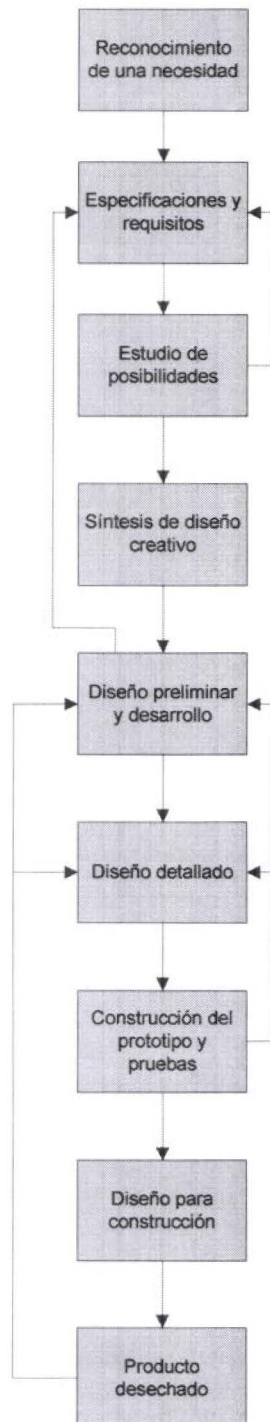 Reconocimiento
de una necesidad
Especificaciones y
requisitos
Estudio de
posibilidades
Síntesis de diseño
creativo
Diseño preliminar
y desarrollo
Diseño detallado
Construcción del
prototipo y
pruebas
Diseño para
construcción
Producto
desechado